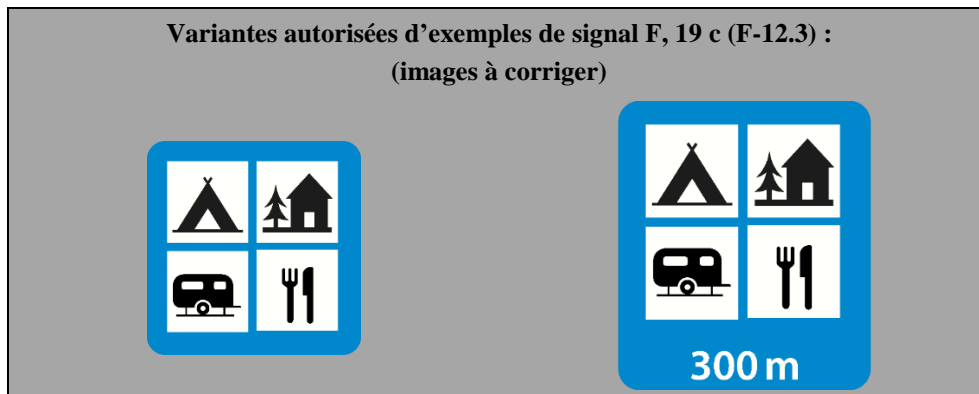 Variantes autorisées d’exemples de signal F, 19 c (F-12.3) :
(images à corriger)
300 m